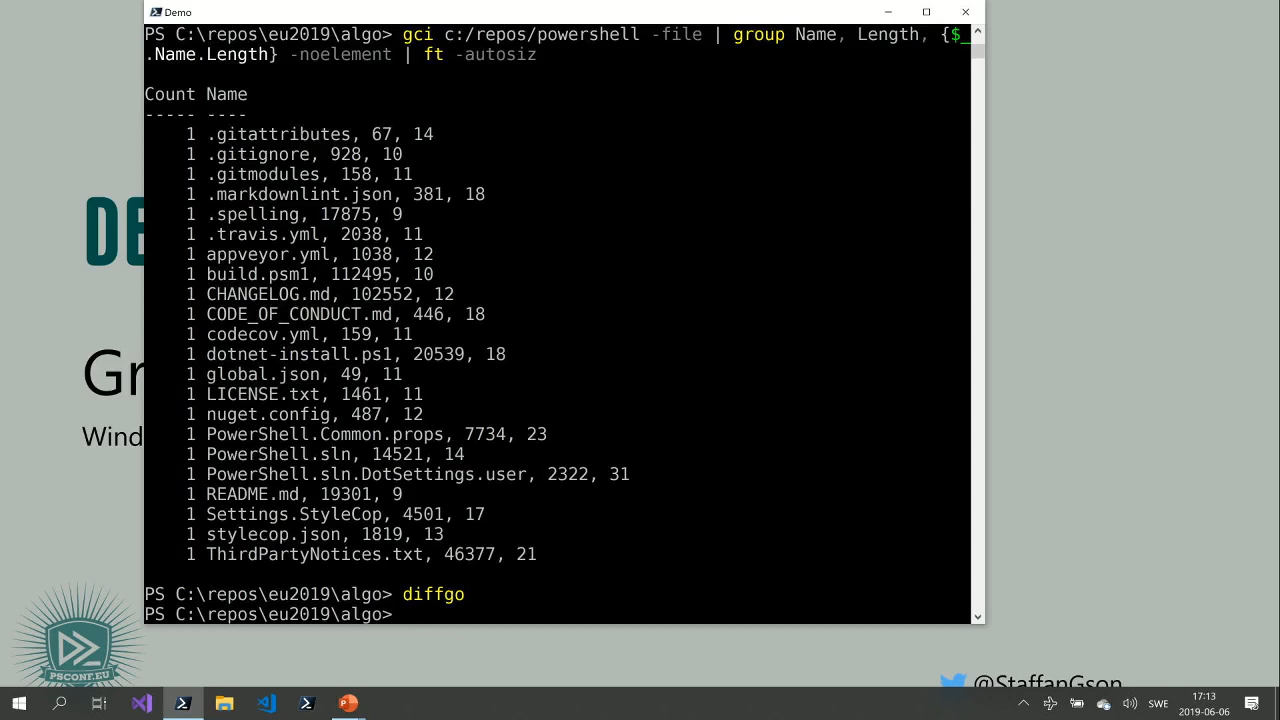 Demo
PS C:\repos\eu2019\algo> gci c:/repos/powershell -file | group Name, Length, {$_
.Name.Length} -noelement | ft -autosiz
Count Name
----- ----
1 .gitattributes, 67, 14
1 .gitignore, 928, 10
1 .gitmodules, 158, 11
1 .markdownlint.json, 381, 18
1 .spelling, 17875, 9
1 .travis.yml, 2038, 11
1 appveyor.yml, 1038, 12
1 build.psm1, 112495, 10
1 CHANGELOG.md, 102552, 12
1 CODE_OF_CONDUCT.md, 446, 18
1 codecov.yml, 159, 11
1 dotnet-install.ps1, 20539, 18
1 global.json, 49, 11
1 LICENSE.txt, 1461, 11
1 nuget.config, 487, 12
1 PowerShell.Common.props, 7734, 23
1 PowerShell.sln, 14521, 14
1 PowerShell.sln.DotSettings.user, 2322, 31
1 README.md, 19301, 9
1 Settings.StyleCop, 4501, 17
1 stylecop.json, 1819, 13
1 ThirdPartyNotices.txt, 46377, 21
PS C:\repos\eu2019\algo> diffgo
PS C:\repos\eu2019\algo>
DE
Gr
Wind
PSCONF.EU
@StaffanGson
SWE
17:13
2019-06-06